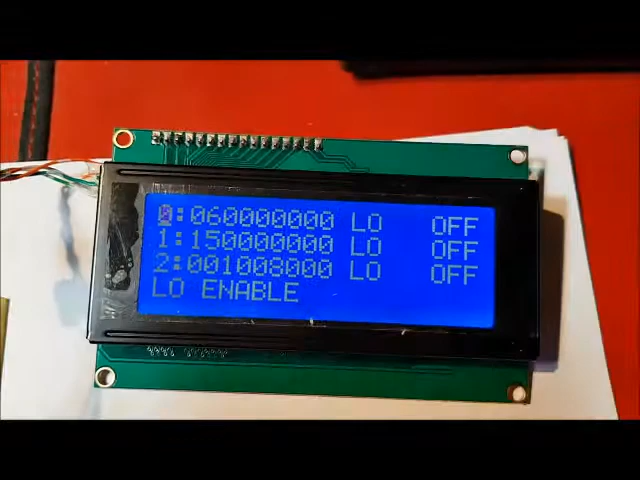 0:060000000 LO OFF
1:150000000 LO OFF
2:001008000 LO OFF
LO ENABLE